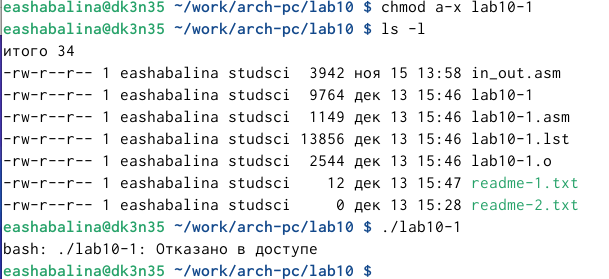 eashabalina@dk3n35 ~/work/arch-pc/lab10 $ chmod a-x lab10-1
eashabalina@dk3n35 ~/work/arch-pc/lab10 $ ls -l
итого 34
-rw-r--r-- 1 eashabalina studsci  3942 ноя 15 13:58 in_out.asm
-rw-r--r-- 1 eashabalina studsci  9764 дек 13 15:46 lab10-1
-rw-r--r-- 1 eashabalina studsci  1149 дек 13 15:46 lab10-1.asm
-rw-r--r-- 1 eashabalina studsci 13856 дек 13 15:46 lab10-1.lst
-rw-r--r-- 1 eashabalina studsci  2544 дек 13 15:46 lab10-1.o
-rw-r--r-- 1 eashabalina studsci    12 дек 13 15:47 readme-1.txt
-rw-r--r-- 1 eashabalina studsci     0 дек 13 15:28 readme-2.txt
eashabalina@dk3n35 ~/work/arch-pc/lab10 $ ./lab10-1
bash: ./lab10-1: Отказано в доступе
eashabalina@dk3n35 ~/work/arch-pc/lab10 $